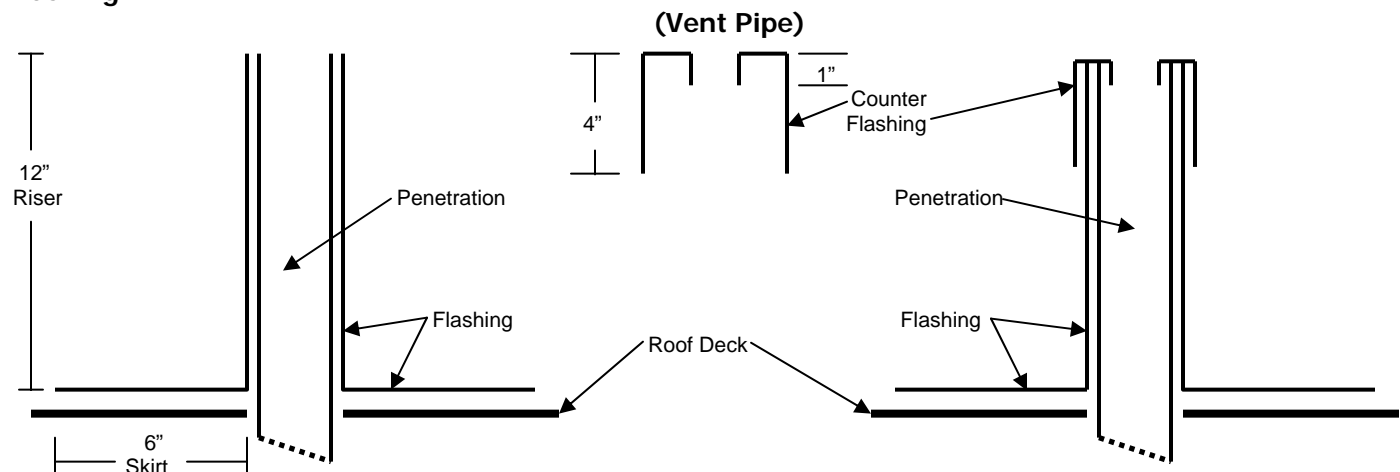 (Vent Pipe)
1”
Counter
Flashing
4”
12”
Riser
Penetration
Penetration
Flashing
Flashing
Roof Deck
6”
Skirt